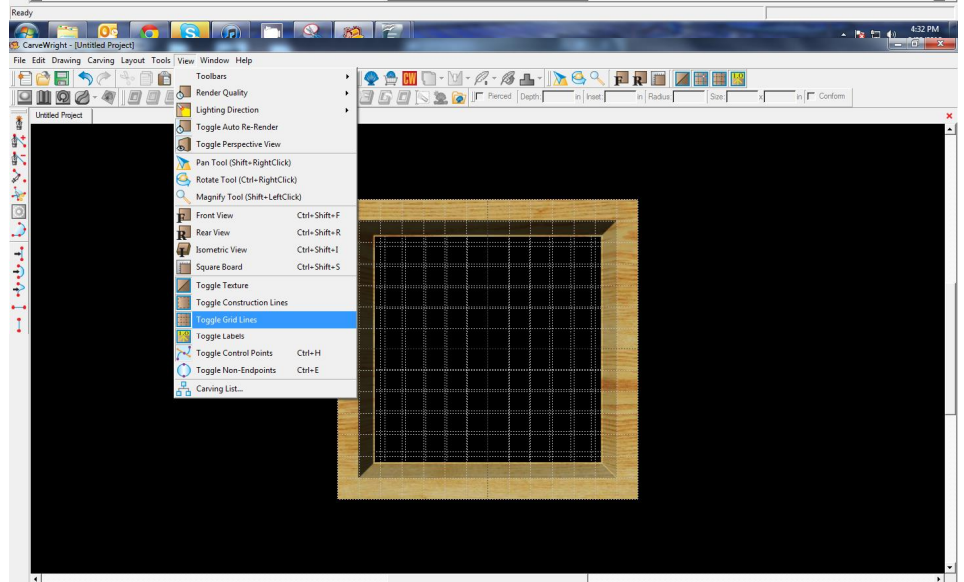 Ready
4:32 PM
CarveWright - [Untitled Project]
File Edit Drawing Carving Layout Tools View Window Help
Toolbars
Render Quality
Pierced Depth: in Inset: in Radius: Size: x in Conform
Lighting Direction
Untitled Project
Toggle Auto Re-Render
Toggle Perspective View
Pan Tool (Shift+RightClick)
Rotate Tool (Ctrl+RightClick)
Magnify Tool (Shift+LeftClick)
Front View Ctrl+Shift+F
Rear View Ctrl+Shift+R
Isometric View Ctrl+Shift+I
Square Board Ctrl+Shift+S
Toggle Texture
Toggle Construction Lines
Toggle Grid Lines
Toggle Labels
Toggle Control Points Ctrl+H
Toggle Non-Endpoints Ctrl+E
Carving List...